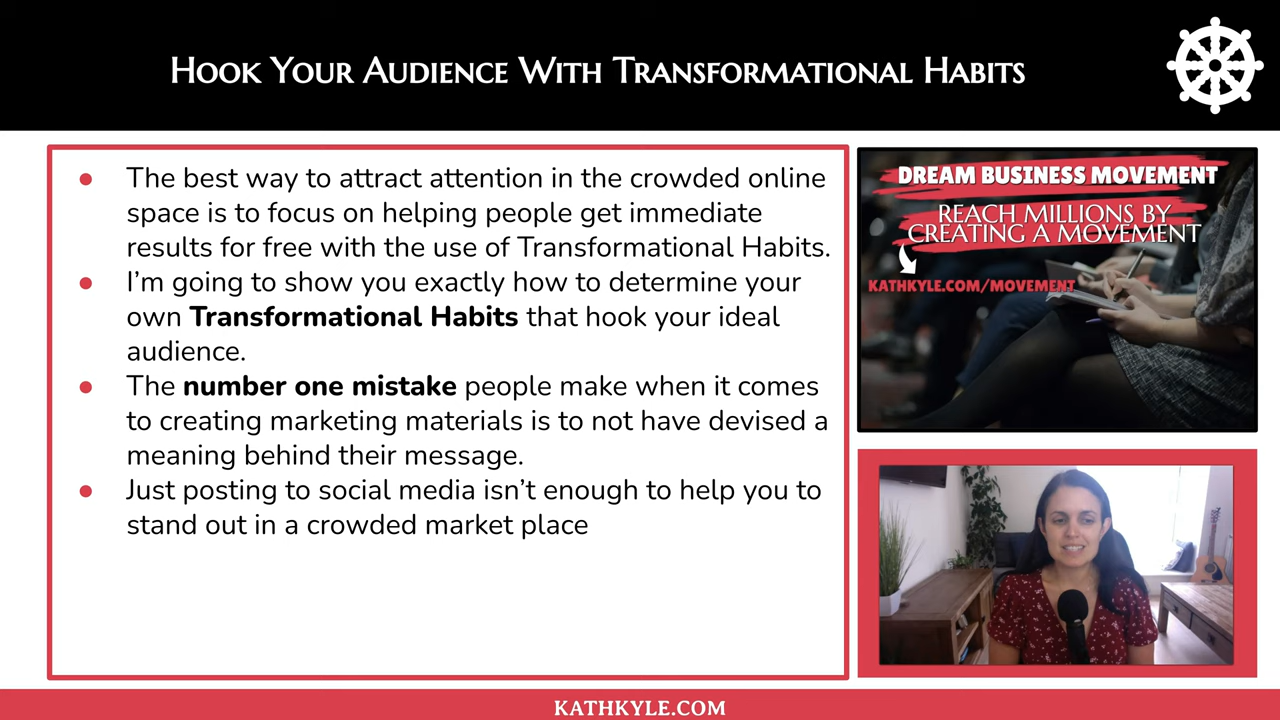 Hook Your Audience With Transformational Habits
● The best way to attract attention in the crowded online
space is to focus on helping people get immediate
results for free with the use of Transformational Habits.
● I’m going to show you exactly how to determine your
own Transformational Habits that hook your ideal
audience.
● The number one mistake people make when it comes
to creating marketing materials is to not have devised a
meaning behind their message.
● Just posting to social media isn’t enough to help you to
stand out in a crowded market place
DREAM BUSINESS MOVEMENT
REACH MILLIONS BY
CREATING A MOVEMENT
KATHKYLE.COM/MOVEMENT
KATHKYLE.COM